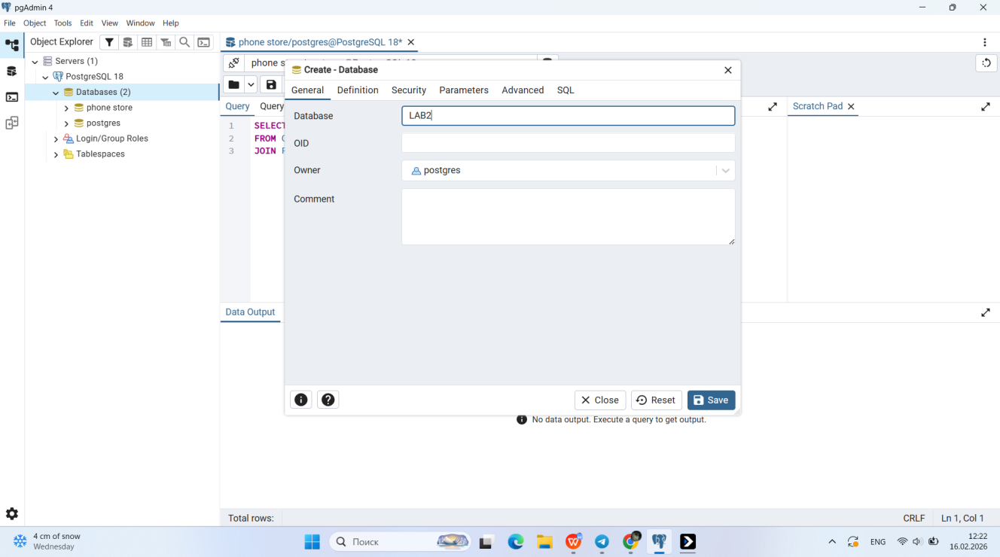 pgAdmin 4
File Object Tools Edit View Window Help
Object Explorer
phone store/postgres@PostgreSQL 18*
Servers (1)
PostgreSQL 18
Databases (2)
phone store
postgres
Login/Group Roles
Tablespaces
phone s
Create - Database
General Definition Security Parameters Advanced SQL
Query Query
Scratch Pad
1 SELECT
2 FROM
3 JOIN
Database LAB2
OID
Owner postgres
Comment
Data Output
Close Reset Save
No data output. Execute a query to get output.
Total rows:
CRLF Ln 1, Col 1
4 cm of snow
Wednesday
Поиск
ENG
12:22
16.02.2026